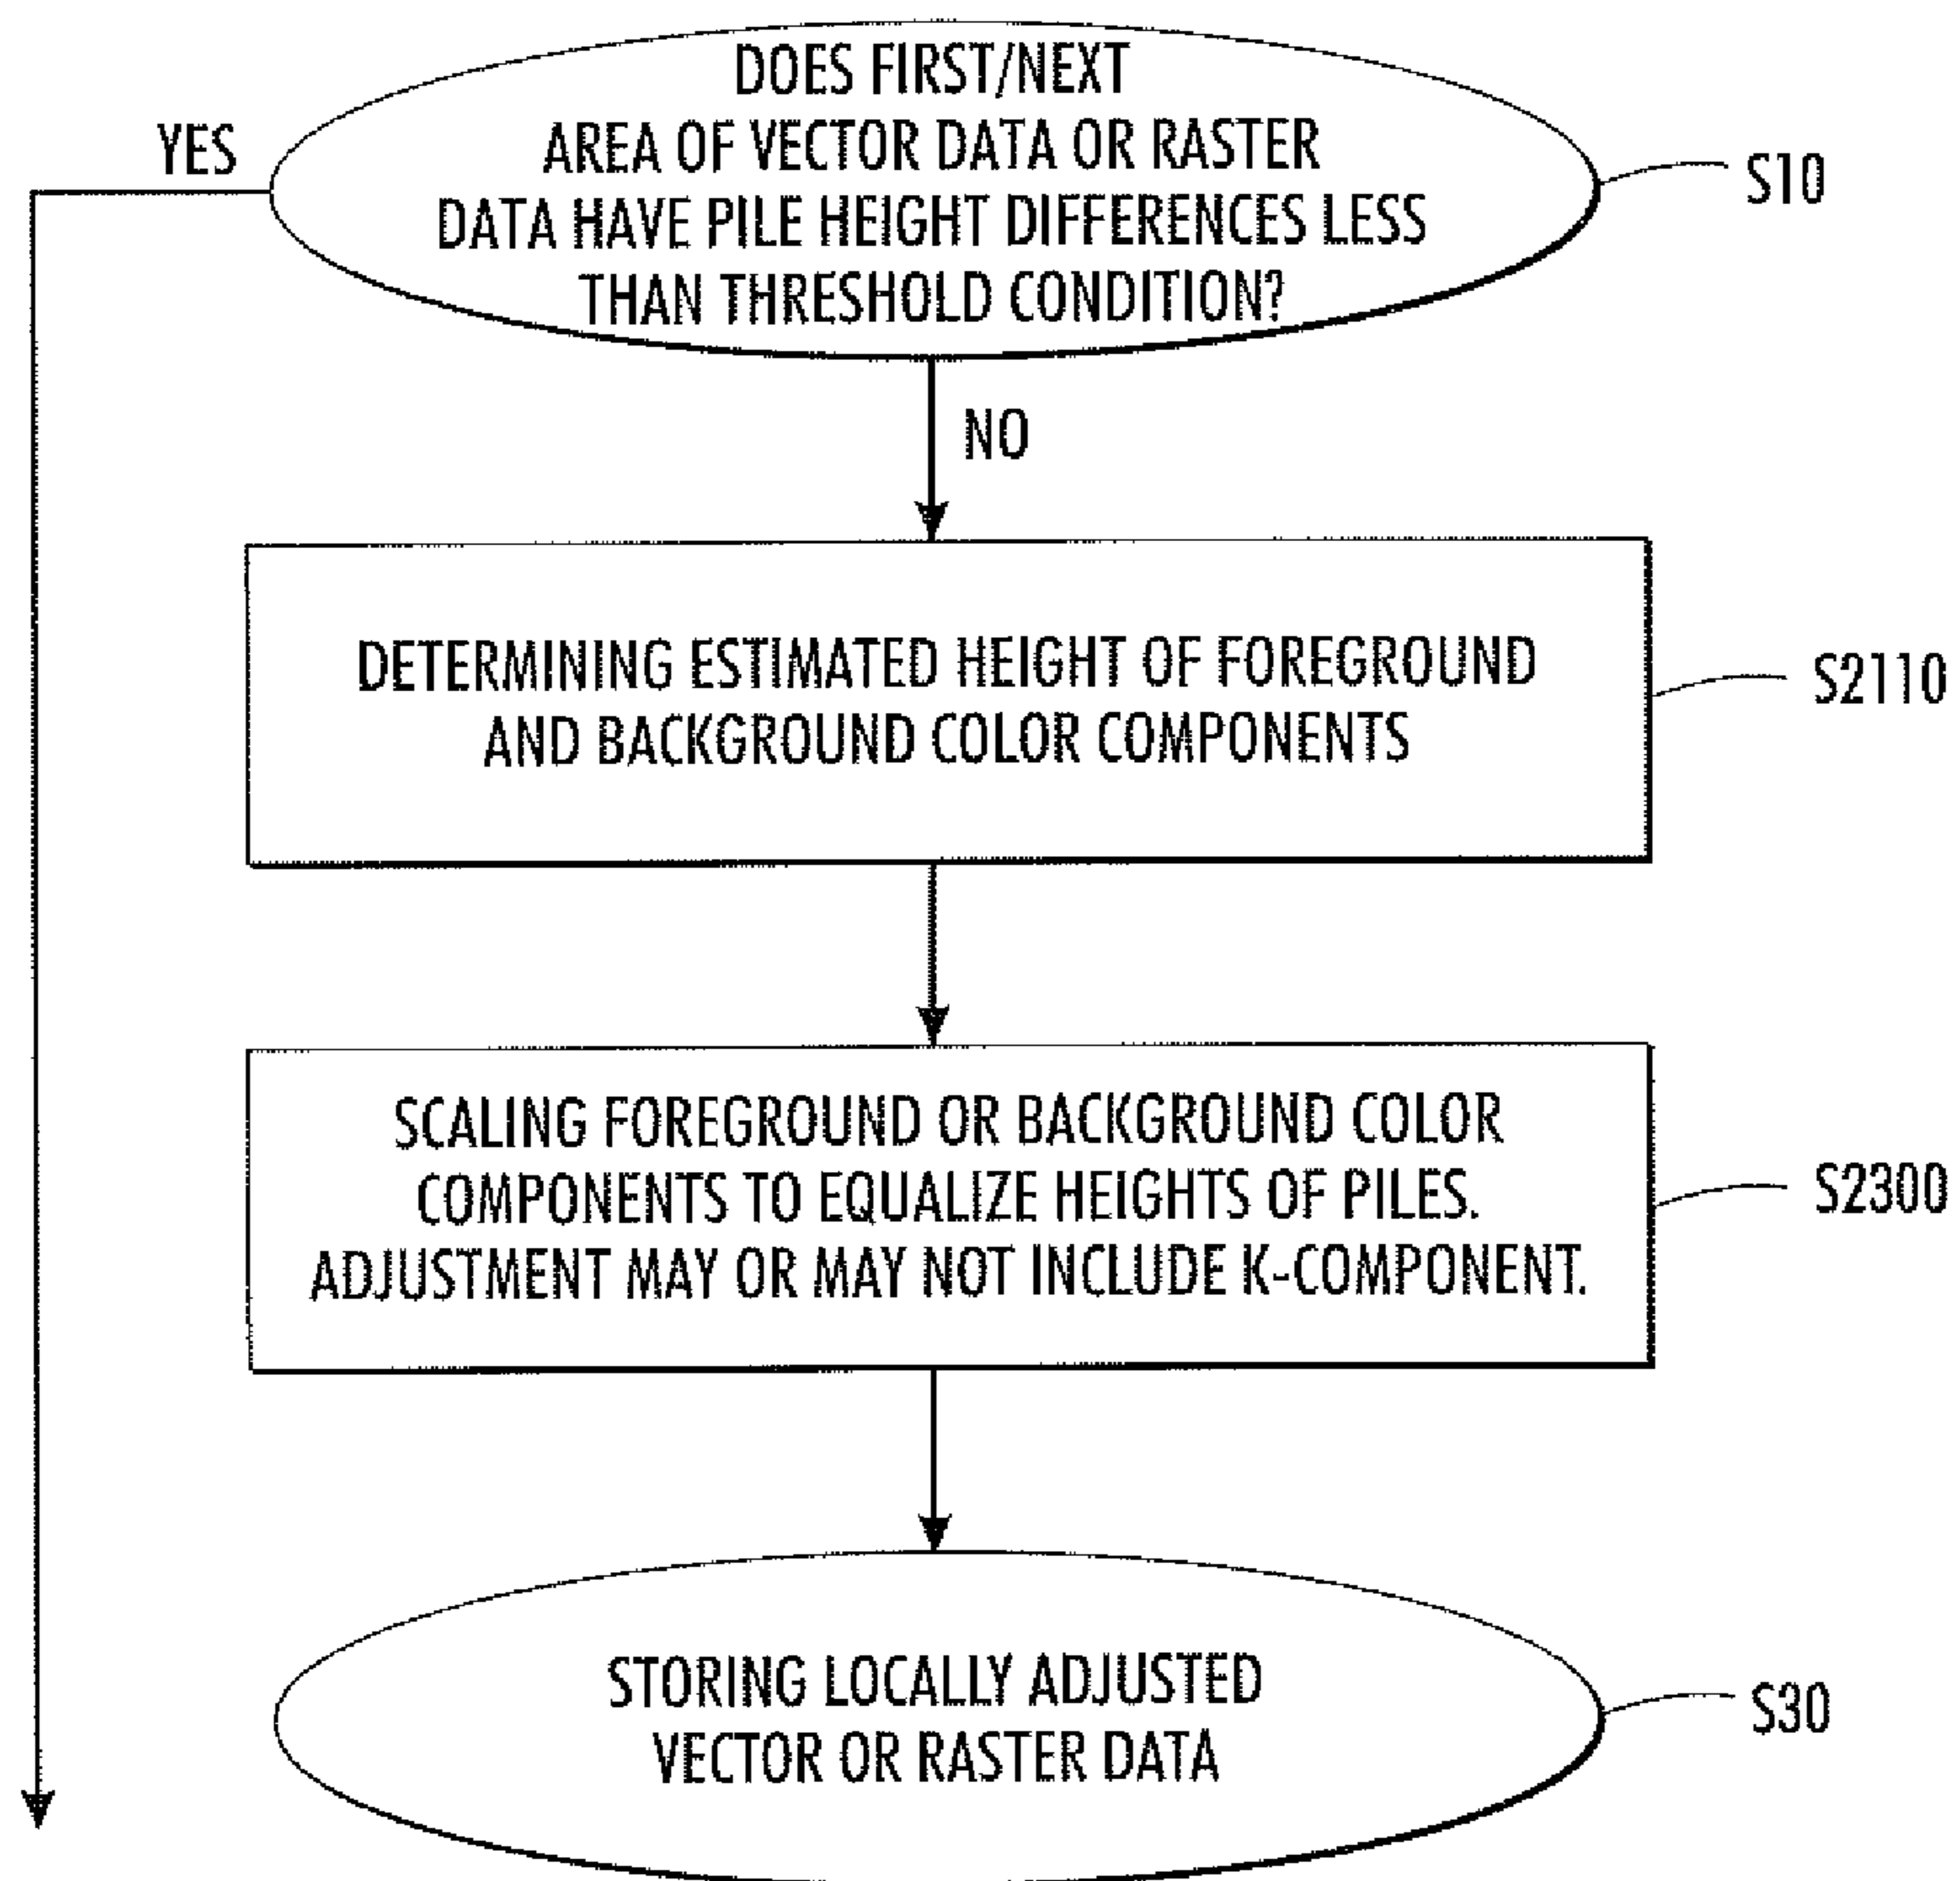 DOES FIRST/NEXT
AREA OF VECTOR DATA OR RASTER
DATA HAVE PILE HEIGHT DIFFERENCES LESS
THAN THRESHOLD CONDITION?
YES
S10
NO
DETERMINING ESTIMATED HEIGHT OF FOREGROUND
AND BACKGROUND COLOR COMPONENTS
S2110
SCALING FOREGROUND OR BACKGROUND COLOR
COMPONENTS TO EQUALIZE HEIGHTS OF PILES.
ADJUSTMENT MAY OR MAY NOT INCLUDE K-COMPONENT.
S2300
STORING LOCALLY ADJUSTED
VECTOR OR RASTER DATA
S30